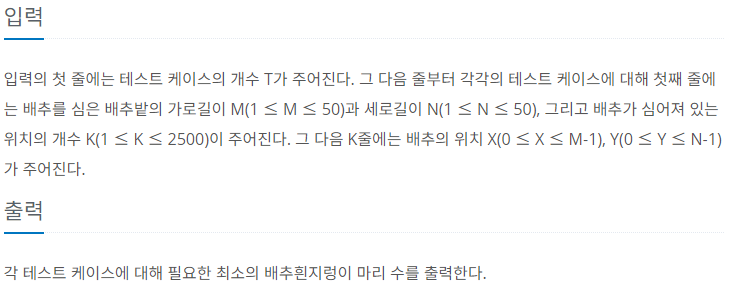 입력
입력의 첫 줄에는 테스트 케이스의 개수 T가 주어진다. 그 다음 줄부터 각각의 테스트 케이스에 대해 첫째 줄에
는 배추를 심은 배추밭의 가로길이 M(1 ≤ M ≤ 50)과 세로길이 N(1 ≤ N ≤ 50), 그리고 배추가 심어져 있는
위치의 개수 K(1 ≤ K ≤ 2500)이 주어진다. 그 다음 K줄에는 배추의 위치 X(0 ≤ X ≤ M-1), Y(0 ≤ Y ≤ N-1)
가 주어진다.
출력
각 테스트 케이스에 대해 필요한 최소의 배추흰지렁이 마리 수를 출력한다.